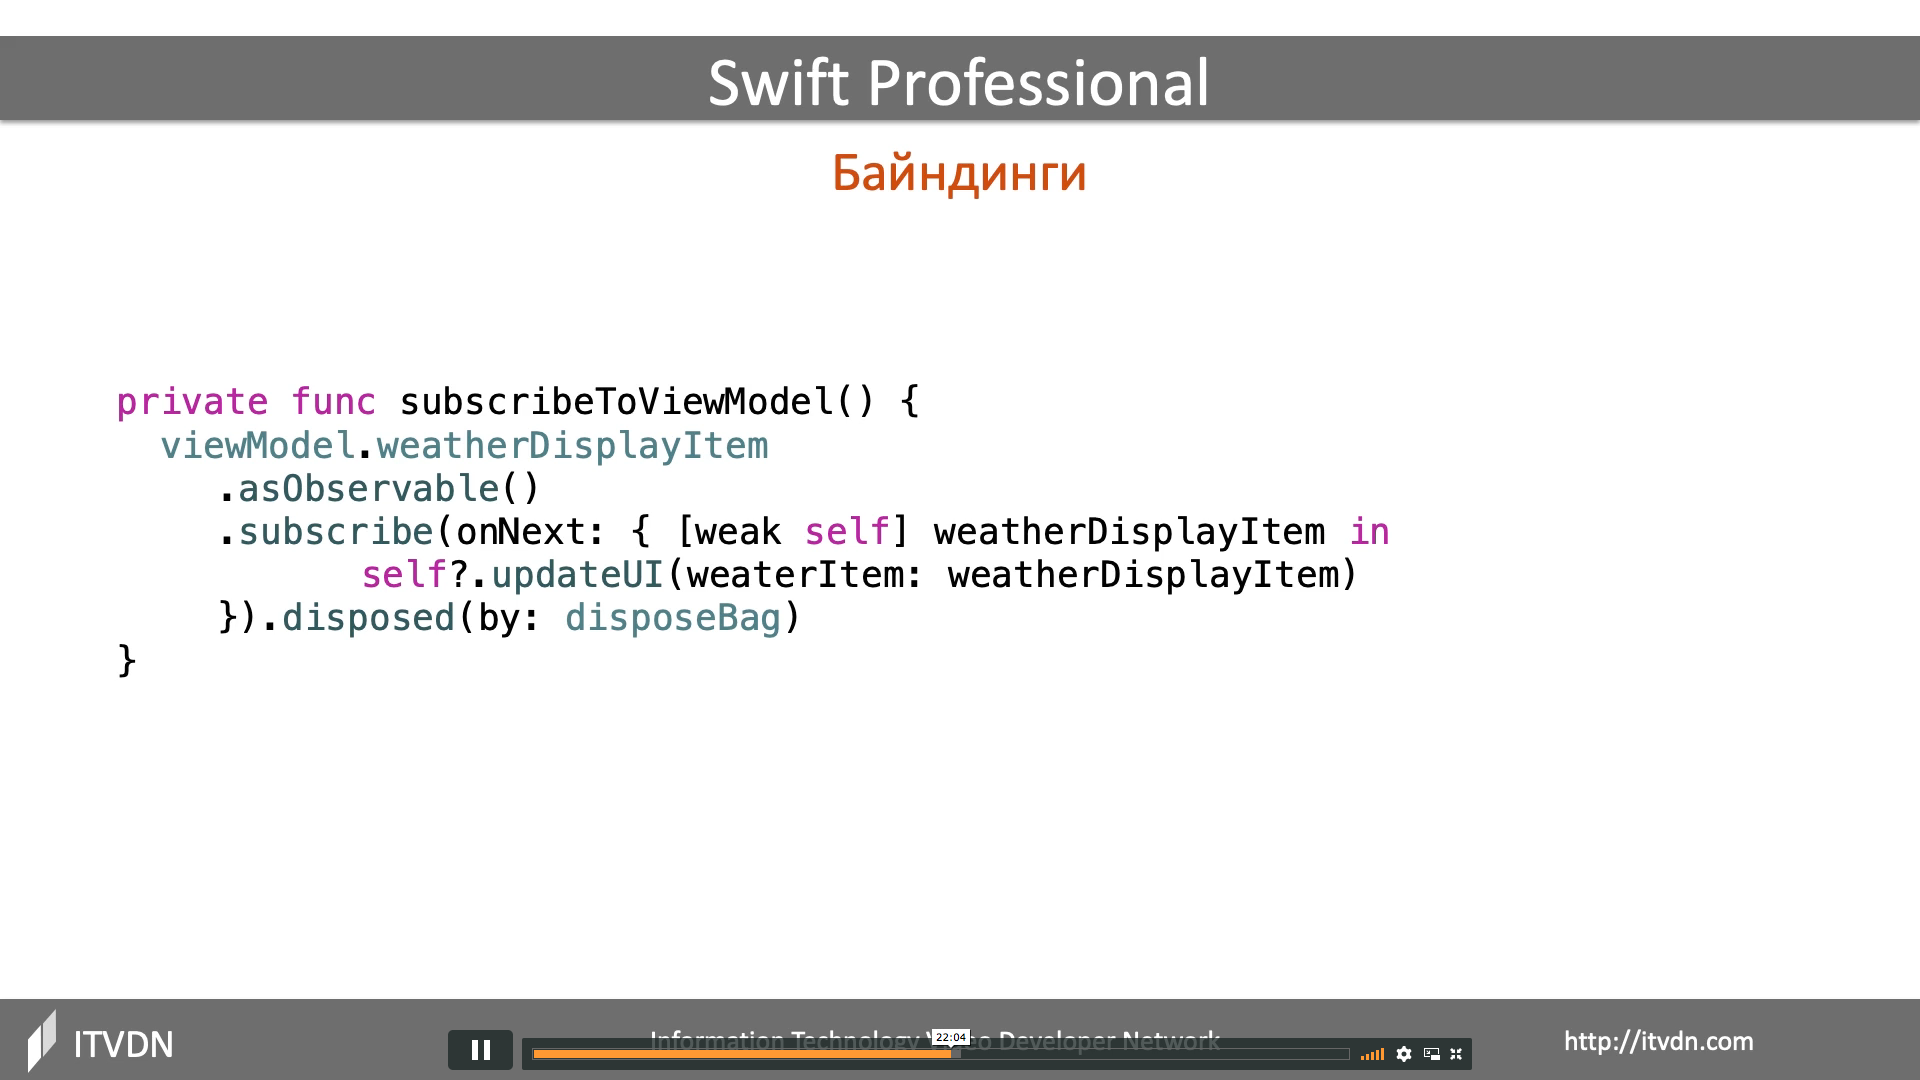 Swift Professional
Байндинги
private func subscribeToViewModel() {
viewModel.weatherDisplayItem
.asObservable()
.subscribe(onNext: { [weak self] weatherDisplayItem in
self?.updateUI(weaterItem: weatherDisplayItem)
}).disposed(by: disposeBag)
}
ITVDN
Information Technology Developer Network
22:04
http://itvdn.com